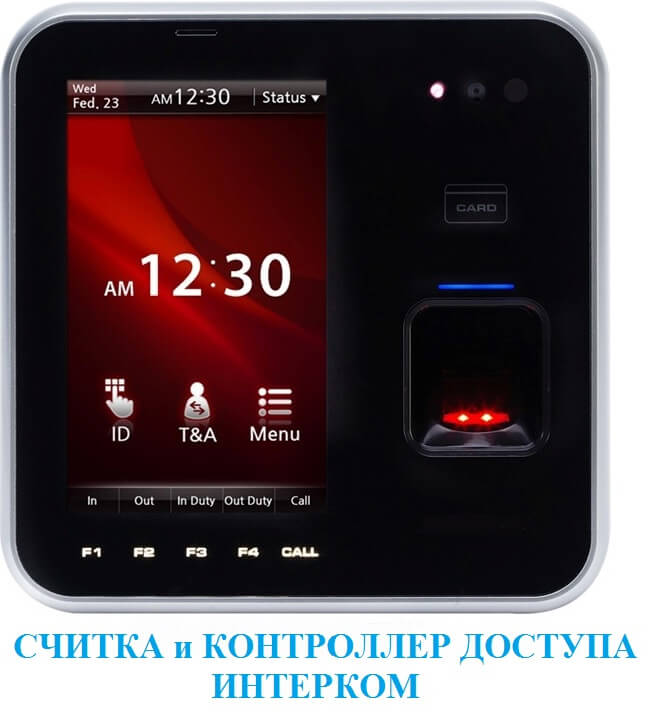 Wed
Fed. 23
AM12:30
Status ▼
CARD
AM 12:30
ID
T&A
Menu
In Out In Duty Out Duty Call
F1 F2 F3 F4 CALL
СЧИТКА и КОНТРОЛЛЕР ДОСТУПА
ИНТЕРКОМ